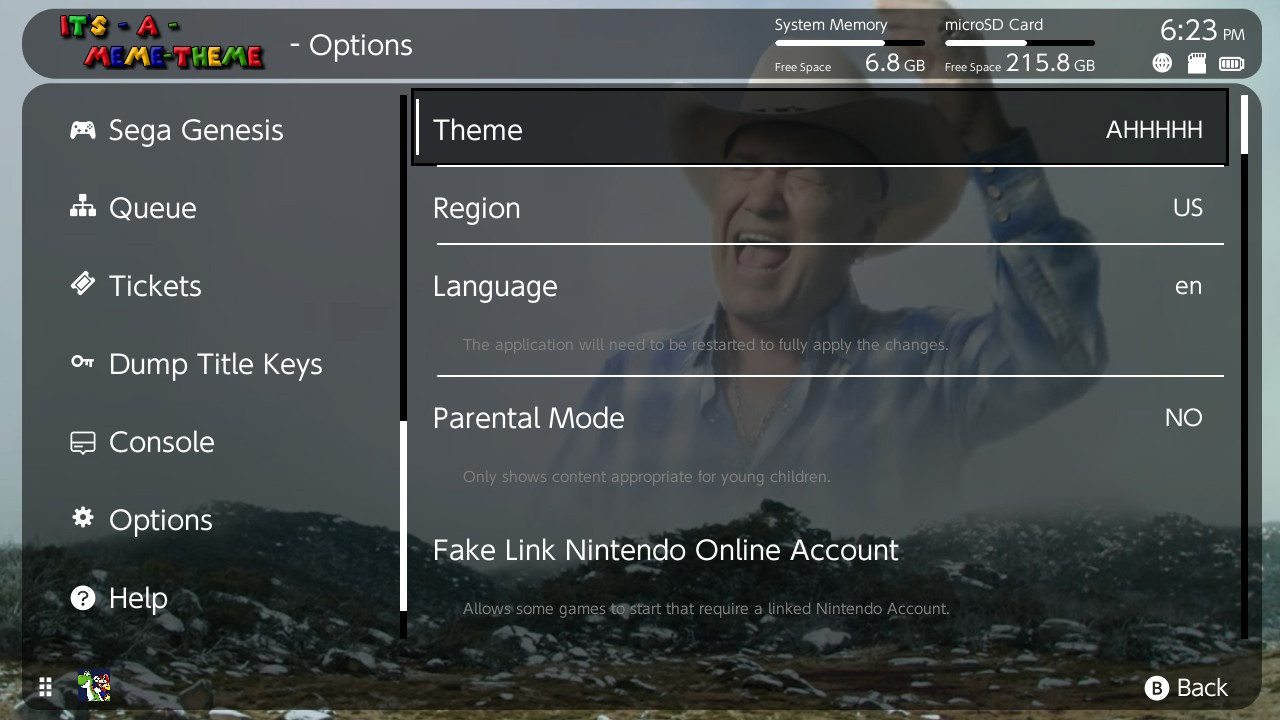 ITS - A -
MEME-THEME
- Options
System Memory
Free Space 6.8 GB
microSD Card
Free Space 215.8 GB
6:23 PM
Sega Genesis
Queue
Tickets
Dump Title Keys
Console
Options
Help
Theme AHHHHH
Region US
Language en
The application will need to be restarted to fully apply the changes.
Parental Mode NO
Only shows content appropriate for young children.
Fake Link Nintendo Online Account
Allows some games to start that require a linked Nintendo Account.
B Back